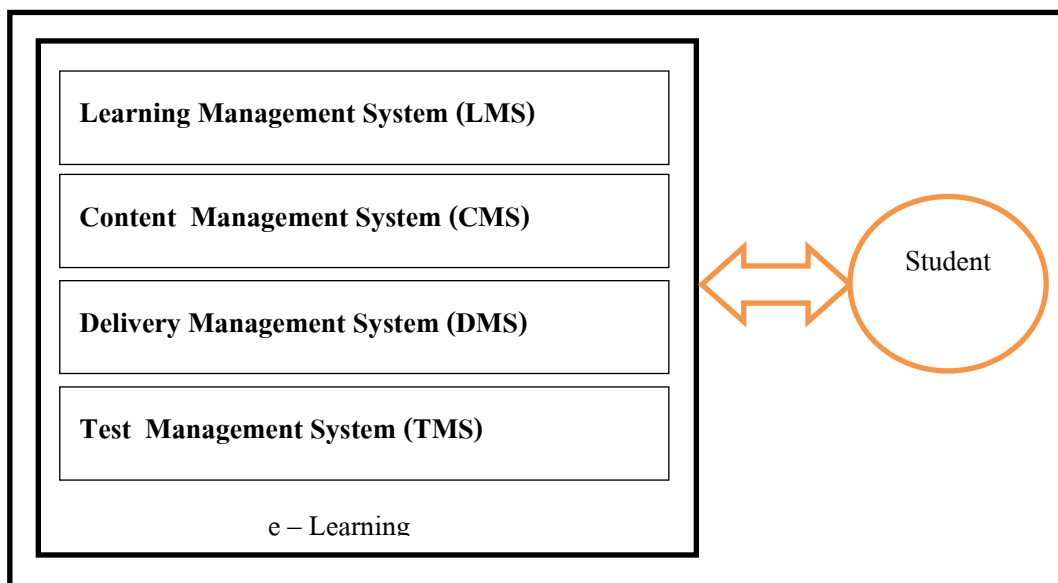 Learning Management System (LMS)
Content  Management System (CMS)
Delivery Management System (DMS)
Test  Management System (TMS)
e – Learning
Student